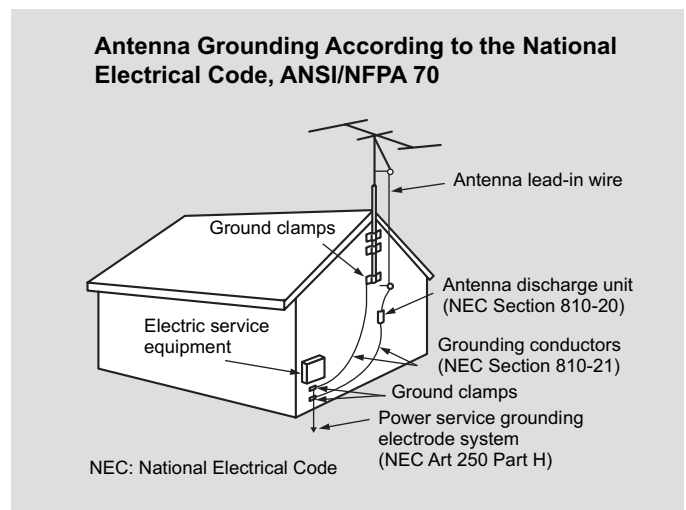 Antenna Grounding According to the National
Electrical Code, ANSI/NFPA 70
Antenna lead-in wire
Ground clamps
Antenna discharge unit
(NEC Section 810-20)
Electric service
equipment
Grounding conductors
(NEC Section 810-21)
Ground clamps
Power service grounding
electrode system
(NEC Art 250 Part H)
NEC: National Electrical Code